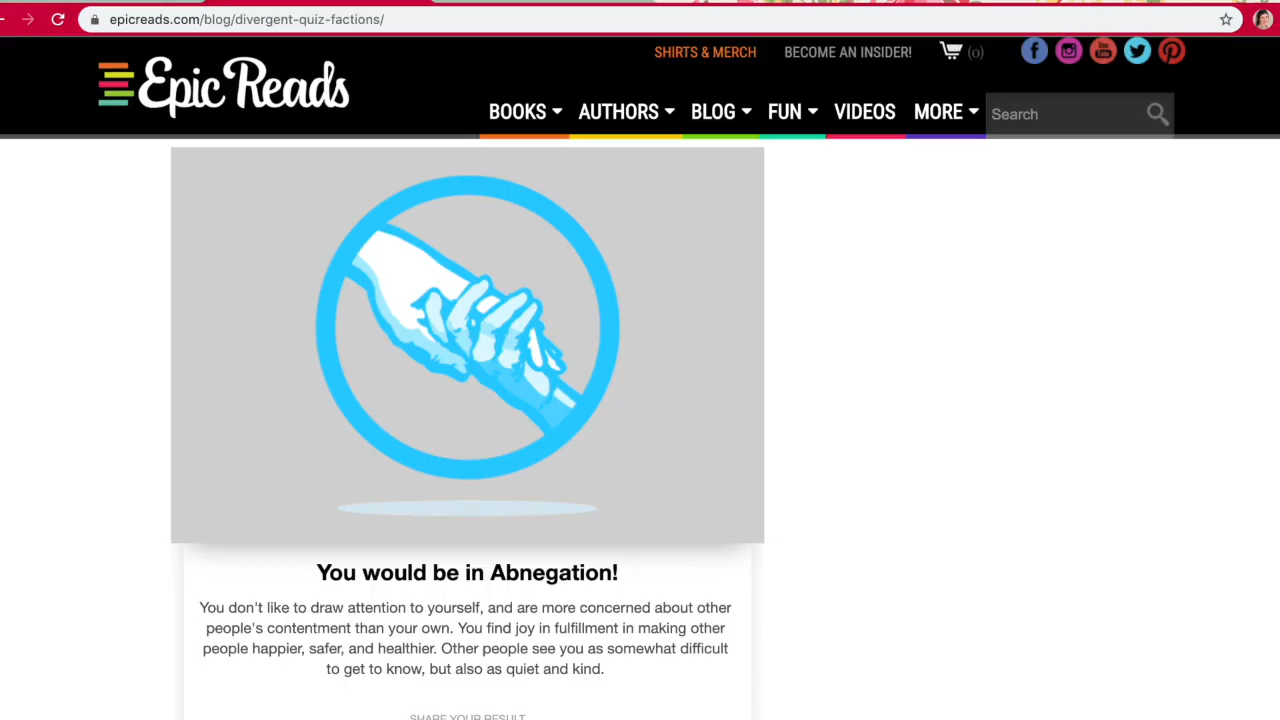 epicreads.com/blog/divergent-quiz-factions/
SHIRTS & MERCH BECOME AN INSIDER! (0)
Epic Reads
BOOKS AUTHORS BLOG FUN VIDEOS MORE Search
You would be in Abnegation!
You don't like to draw attention to yourself, and are more concerned about other
people's contentment than your own. You find joy in fulfillment in making other
people happier, safer, and healthier. Other people see you as somewhat difficult
to get to know, but also as quiet and kind.
SHARE YOUR RESULT